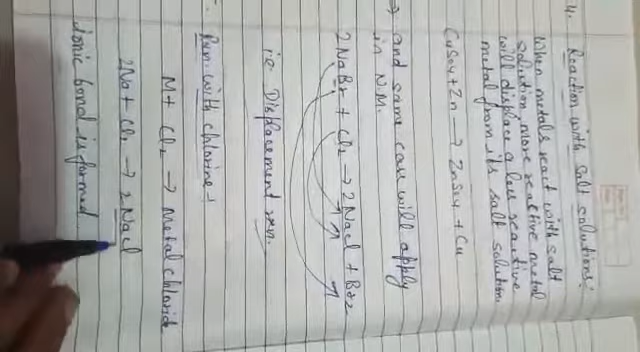 4. Reaction with salt solutions:
When metals react with salt
solution, more reactive metal
will displace a less reactive
metal from its salt solution
CuSO4 + Zn → ZnSO4 + Cu
→ and same case will apply
in N.M.
2NaBr + Cl2 → 2NaCl + Br2
i.e. Displacement rxn.
Rxn. with chlorine :
M + Cl2 → Metal chloride
2Na + Cl2 → 2NaCl
Ionic bond is formed